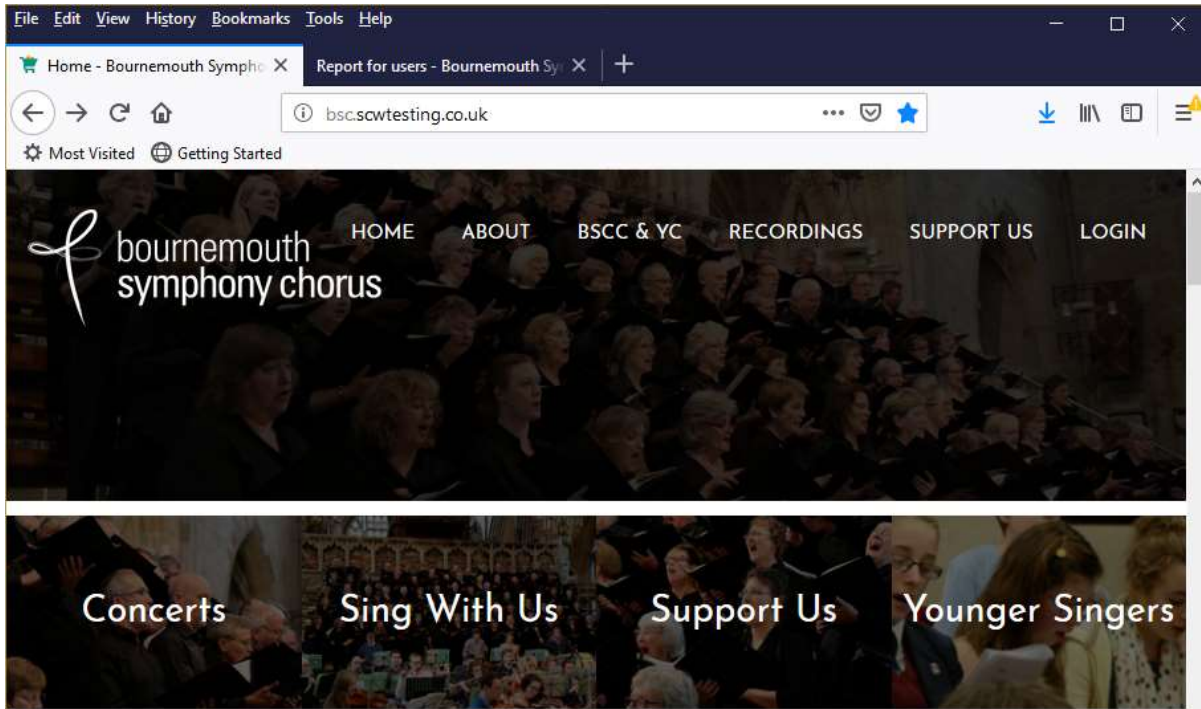 File Edit View History Bookmarks Tools Help
Home - Bournemouth Sympho
Report for users - Bournemouth Sy
bsc.scwtesting.co.uk
Most Visited Getting Started
bournemouth
symphony chorus
HOME ABOUT BSCC & YC RECORDINGS SUPPORT US LOGIN
Concerts Sing With Us Support Us Younger Singers